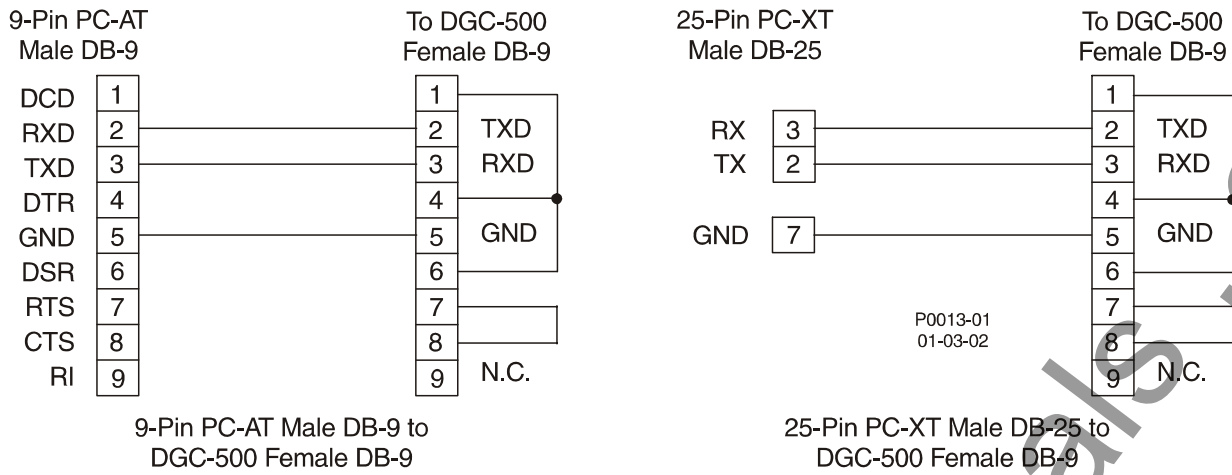 9-Pin PC-AT
Male DB-9
To DGC-500
Female DB-9
DCD 1 1
RXD 2 2 TXD
TXD 3 3 RXD
DTR 4 4
GND 5 5 GND
DSR 6 6
RTS 7 7
CTS 8 8
RI 9 9 N.C.
9-Pin PC-AT Male DB-9 to
DGC-500 Female DB-9
25-Pin PC-XT
Male DB-25
To DGC-500
Female DB-9
1
RX 3 2 TXD
TX 2 3 RXD
4
GND 7 5 GND
6
7
8
9 N.C.
P0013-01
01-03-02
25-Pin PC-XT Male DB-25 to
DGC-500 Female DB-9